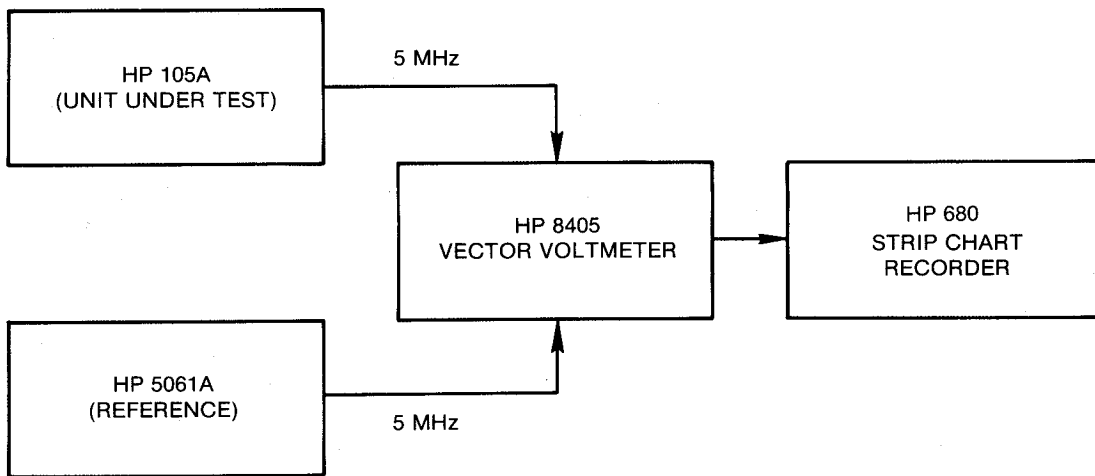 HP 105A
(UNIT UNDER TEST)
5 MHz
HP 8405
VECTOR VOLTMETER
HP 680
STRIP CHART
RECORDER
HP 5061A
(REFERENCE)
5 MHz